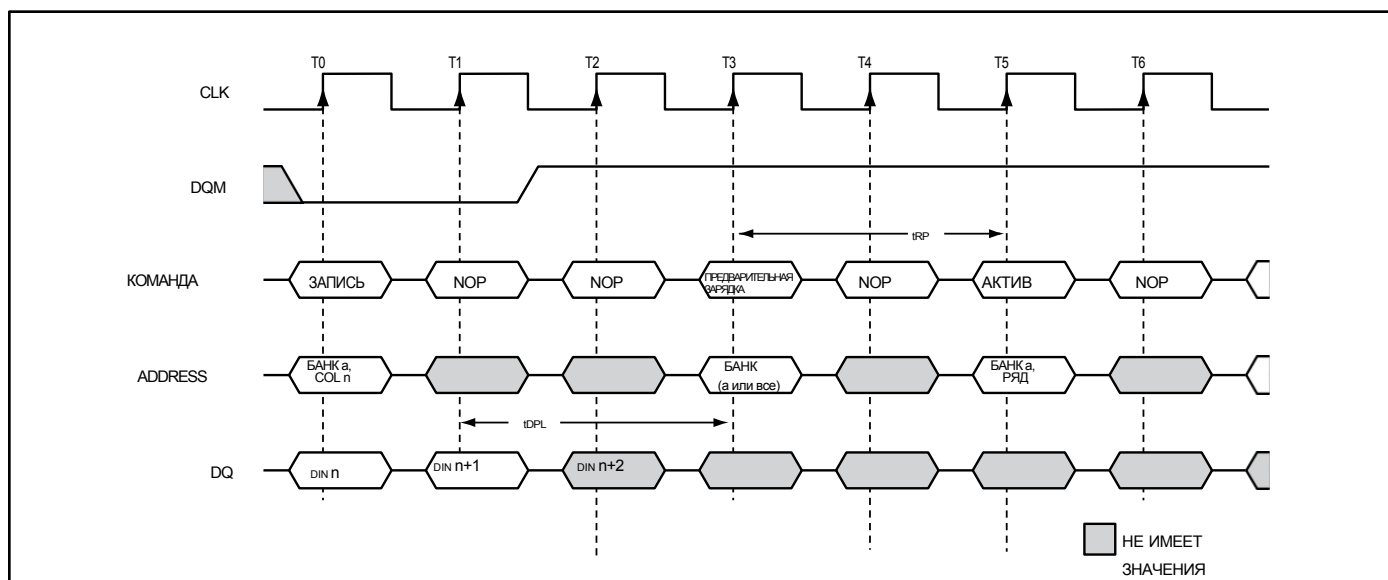 T0 T1 T2 T3 T4 T5 T6
CLK
DQM
tRP
КОМАНДА ЗАПИСЬ NOP NOP ПРЕДВАРИТЕЛЬНАЯ ЗАРЯДКА NOP АКТИВ NOP
ADDRESS БАНК a, COL n БАНК (a или все) БАНК a, РЯД
tDPL
DQ DIN n DIN n+1 DIN n+2
НЕ ИМЕЕТ
ЗНАЧЕНИЯ